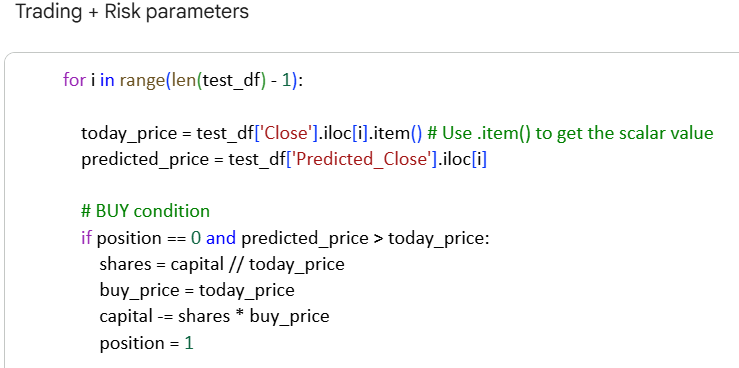 Trading + Risk parameters
for i in range(len(test_df) - 1):
today_price = test_df['Close'].iloc[i].item() # Use .item() to get the scalar value
predicted_price = test_df['Predicted_Close'].iloc[i]
# BUY condition
if position == 0 and predicted_price > today_price:
shares = capital // today_price
buy_price = today_price
capital -= shares * buy_price
position = 1